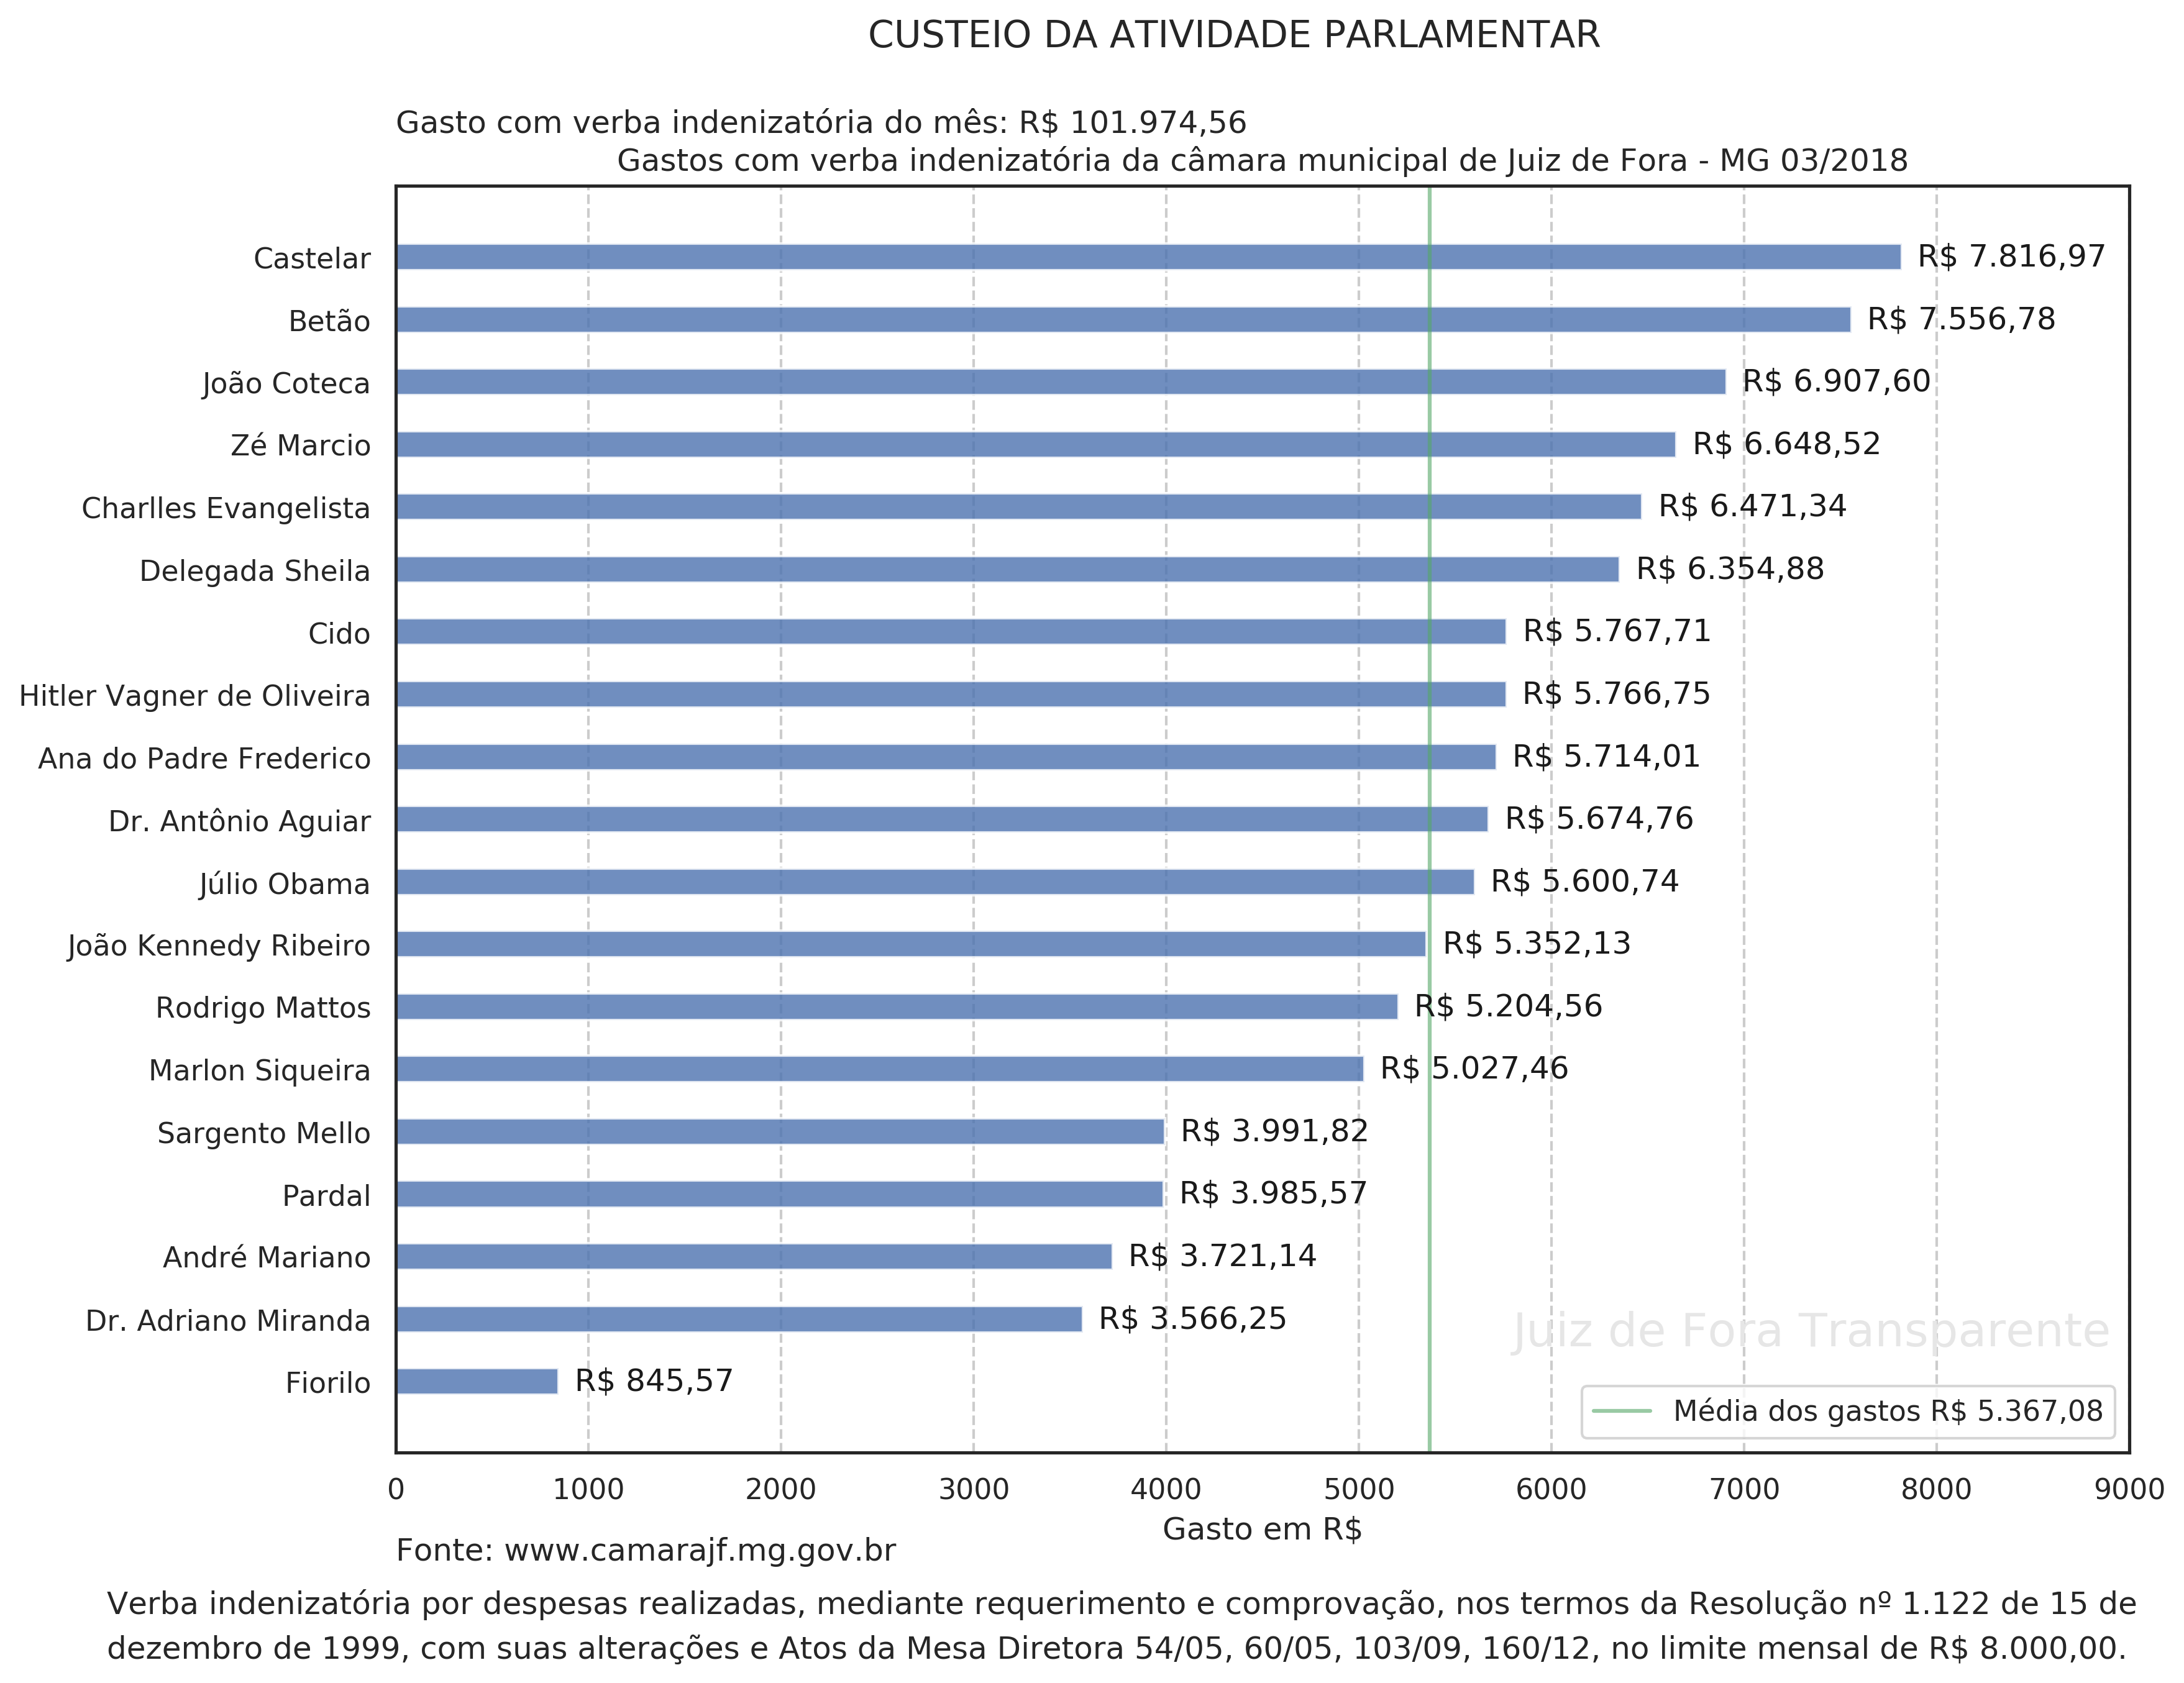 CUSTEIO DA ATIVIDADE PARLAMENTAR
Gasto com verba indenizatória do mês: R$ 101.974,56
Gastos com verba indenizatória da câmara municipal de Juiz de Fora - MG 03/2018
Castelar R$ 7.816,97
Betão R$ 7.556,78
João Coteca R$ 6.907,60
Zé Marcio R$ 6.648,52
Charlles Evangelista R$ 6.471,34
Delegada Sheila R$ 6.354,88
Cido R$ 5.767,71
Hitler Vagner de Oliveira R$ 5.766,75
Ana do Padre Frederico R$ 5.714,01
Dr. Antônio Aguiar R$ 5.674,76
Júlio Obama R$ 5.600,74
João Kennedy Ribeiro R$ 5.352,13
Rodrigo Mattos R$ 5.204,56
Marlon Siqueira R$ 5.027,46
Sargento Mello R$ 3.991,82
Pardal R$ 3.985,57
André Mariano R$ 3.721,14
Dr. Adriano Miranda R$ 3.566,25
Juiz de Fora Transparente
Fiorilo R$ 845,57
Média dos gastos R$ 5.367,08
0 1000 2000 3000 4000 5000 6000 7000 8000 9000
Gasto em R$
Fonte: www.camarajf.mg.gov.br
Verba indenizatória por despesas realizadas, mediante requerimento e comprovação, nos termos da Resolução nº 1.122 de 15 de
dezembro de 1999, com suas alterações e Atos da Mesa Diretora 54/05, 60/05, 103/09, 160/12, no limite mensal de R$ 8.000,00.